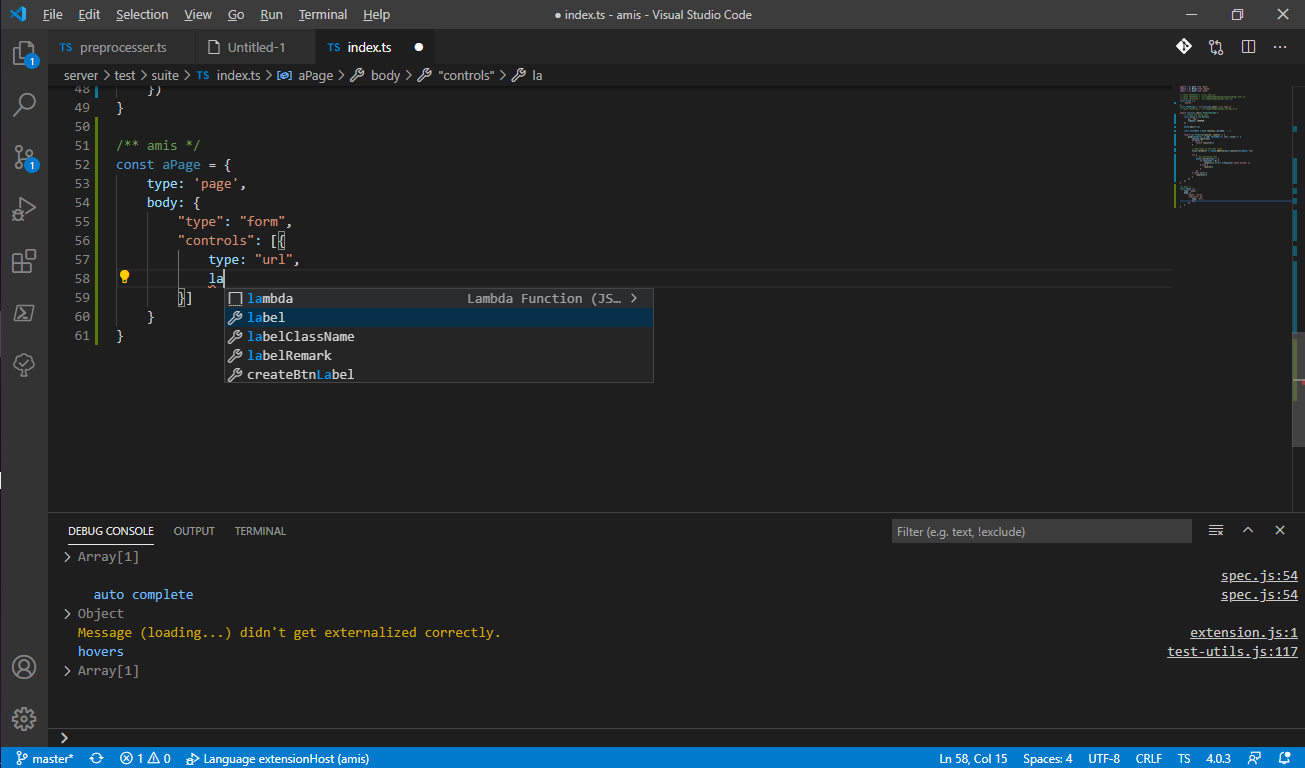 File Edit Selection View Go Run Terminal Help ● index.ts - amis - Visual Studio Code
TS preprocesser.ts Untitled-1 TS index.ts ●
server > test > suite > TS index.ts > aPage > body > "controls" > la
48 })
49 }
50
51 /** amis */
52 const aPage = {
53 type: 'page',
54 body: {
55 "type": "form",
56 "controls": [{
57 type: "url",
58 la
59 }]
lambda Lambda Function (JS… >
60 }
label
61 }
labelClassName
labelRemark
createBtnLabel
1
1
DEBUG CONSOLE OUTPUT TERMINAL Filter (e.g. text, !exclude)
> Array[1]
spec.js:54
auto complete spec.js:54
> Object
Message (loading...) didn't get externalized correctly. extension.js:1
hovers test-utils.js:117
> Array[1]
>
master* 1 0 Language extensionHost (amis) Ln 58, Col 15 Spaces: 4 UTF-8 CRLF TS 4.0.3